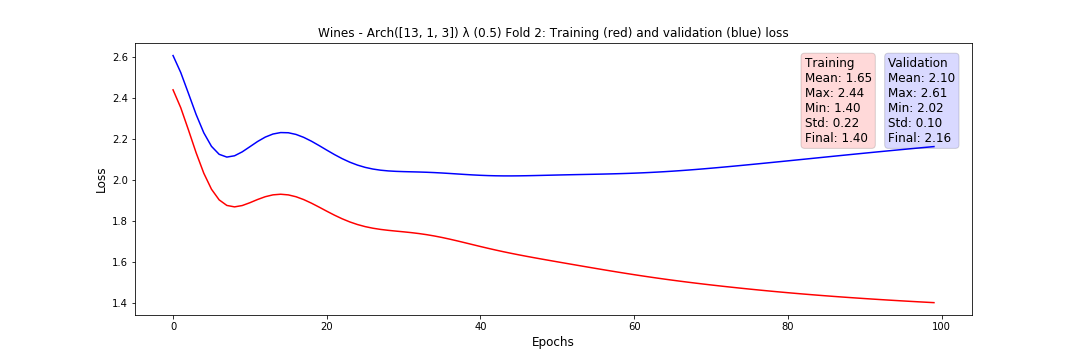 Wines - Arch([13, 1, 3]) λ (0.5) Fold 2: Training (red) and validation (blue) loss
Training
Mean: 1.65
Max: 2.44
Min: 1.40
Std: 0.22
Final: 1.40
Validation
Mean: 2.10
Max: 2.61
Min: 2.02
Std: 0.10
Final: 2.16
Loss
2.6
2.4
2.2
2.0
1.8
1.6
1.4
0 20 40 60 80 100
Epochs